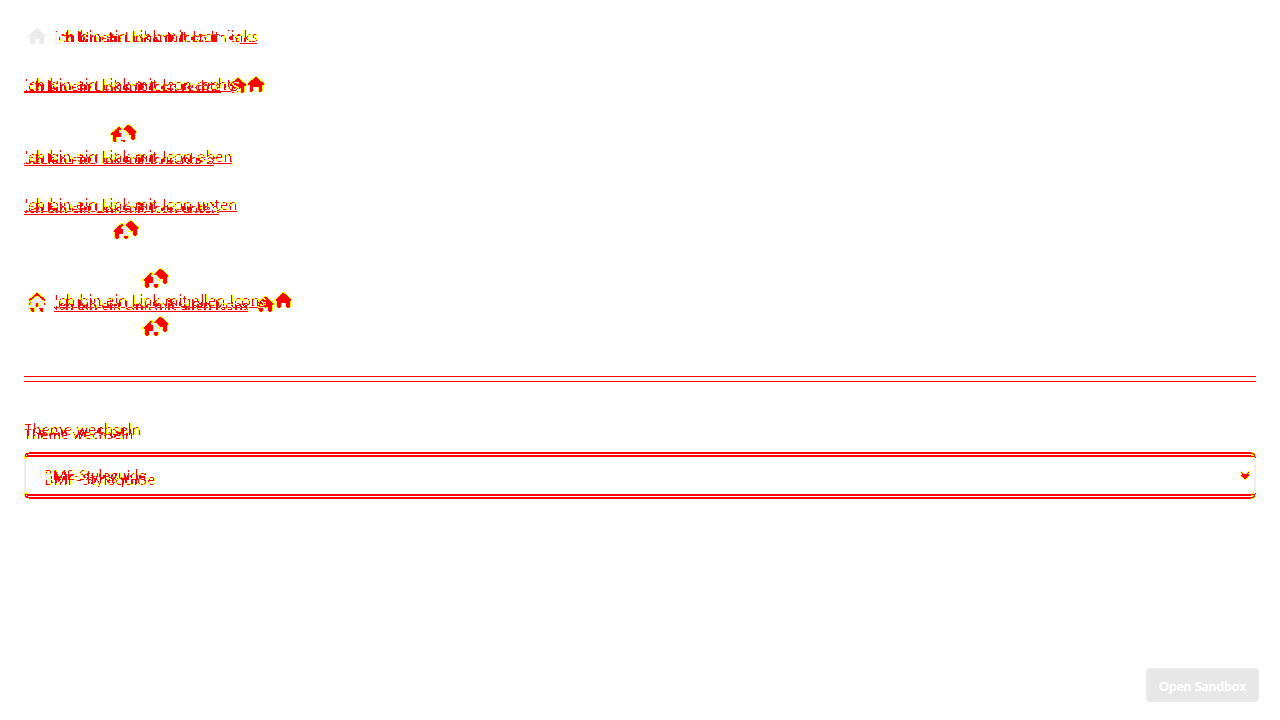 Ich bin ein Link mit Icon links
Ich bin ein Link mit Icon rechts
Ich bin ein Link mit Icon oben
Ich bin ein Link mit Icon unten
Ich bin ein Link mit allen Icons
Theme wechseln
BMF-Styleguide
Open Sandbox